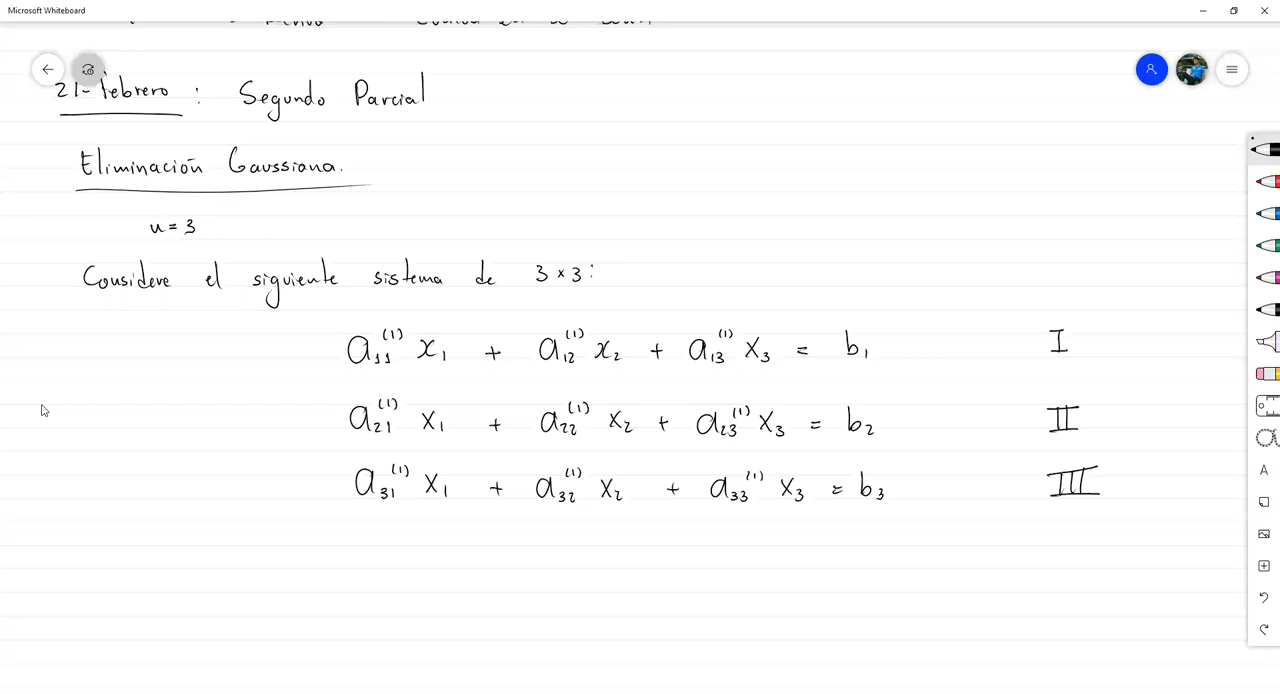 Microsoft Whiteboard
21-febrero : Segundo Parcial
Eliminación Gaussiana.
n = 3
Considere el siguiente sistema de 3 × 3:
a₁₁⁽¹⁾ x₁ + a₁₂⁽¹⁾ x₂ + a₁₃⁽¹⁾ x₃ = b₁ I
a₂₁⁽¹⁾ x₁ + a₂₂⁽¹⁾ x₂ + a₂₃⁽¹⁾ x₃ = b₂ II
a₃₁⁽¹⁾ x₁ + a₃₂⁽¹⁾ x₂ + a₃₃⁽¹⁾ x₃ = b₃ III